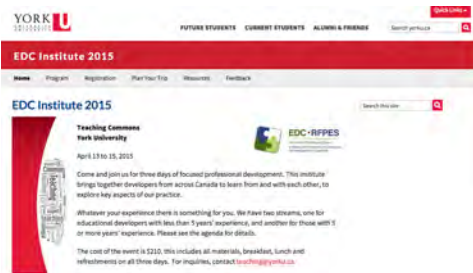 Quick Links
YORK U
FUTURE STUDENTS CURRENT STUDENTS ALUMNI & FRIENDS
Search yorku.ca
EDC Institute 2015
Home Program Registration Plan Your Trip Resources Feedback
EDC Institute 2015
Search this site
Teaching Commons
York University
EDC-RFPES
April 13 to 15, 2015
Come and join us for three days of focused professional development. This institute
brings together developers from across Canada to learn from and with each other, to
explore key aspects of our practice.
Whatever your experience there is something for you. We have two streams, one for
educational developers with less than 5 years' experience, and another for those with 5
or more years' experience. Please see the agenda for details.
The cost of the event is $210, this includes all materials, breakfast, lunch and
refreshments on all three days. For inquiries, contact teaching@yorku.ca